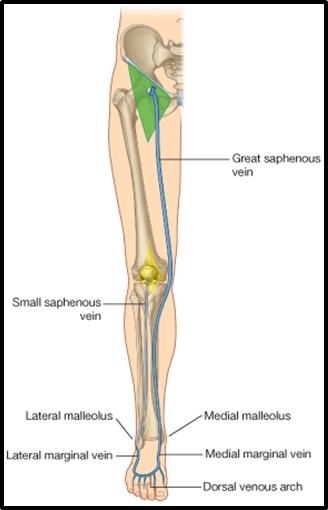 Great saphenous
vein
Small saphenous
vein
Lateral malleolus
Medial malleolus
Lateral marginal vein
Medial marginal vein
Dorsal venous arch